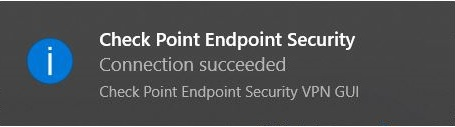 Check Point Endpoint Security
Connection succeeded
Check Point Endpoint Security VPN GUI